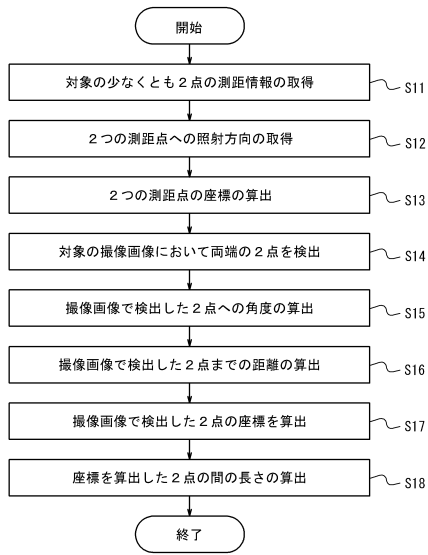 開始
対象の少なくとも２点の測距情報の取得
S11
２つの測距点への照射方向の取得
S12
２つの測距点の座標の算出
S13
対象の撮像画像において両端の２点を検出
S14
撮像画像で検出した２点への角度の算出
S15
撮像画像で検出した２点までの距離の算出
S16
撮像画像で検出した２点の座標を算出
S17
座標を算出した２点の間の長さの算出
S18
終了